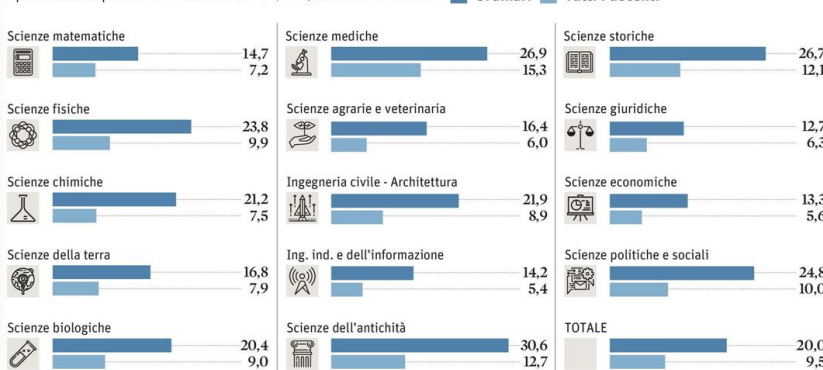 Scienze matematiche
14,7
7,2
Scienze fisiche
23,8
9,9
Scienze chimiche
21,2
7,5
Scienze della terra
16,8
7,9
Scienze biologiche
20,4
9,0
Scienze mediche
26,9
15,3
Scienze agrarie e veterinaria
16,4
6,0
Ingegneria civile - Architettura
21,9
8,9
Ing. ind. e dell'informazione
14,2
5,4
Scienze dell'antichità
30,6
12,7
Scienze storiche
26,7
12,1
Scienze giuridiche
12,7
6,3
Scienze economiche
13,3
5,6
Scienze politiche e sociali
24,8
10,0
TOTALE
20,0
9,5